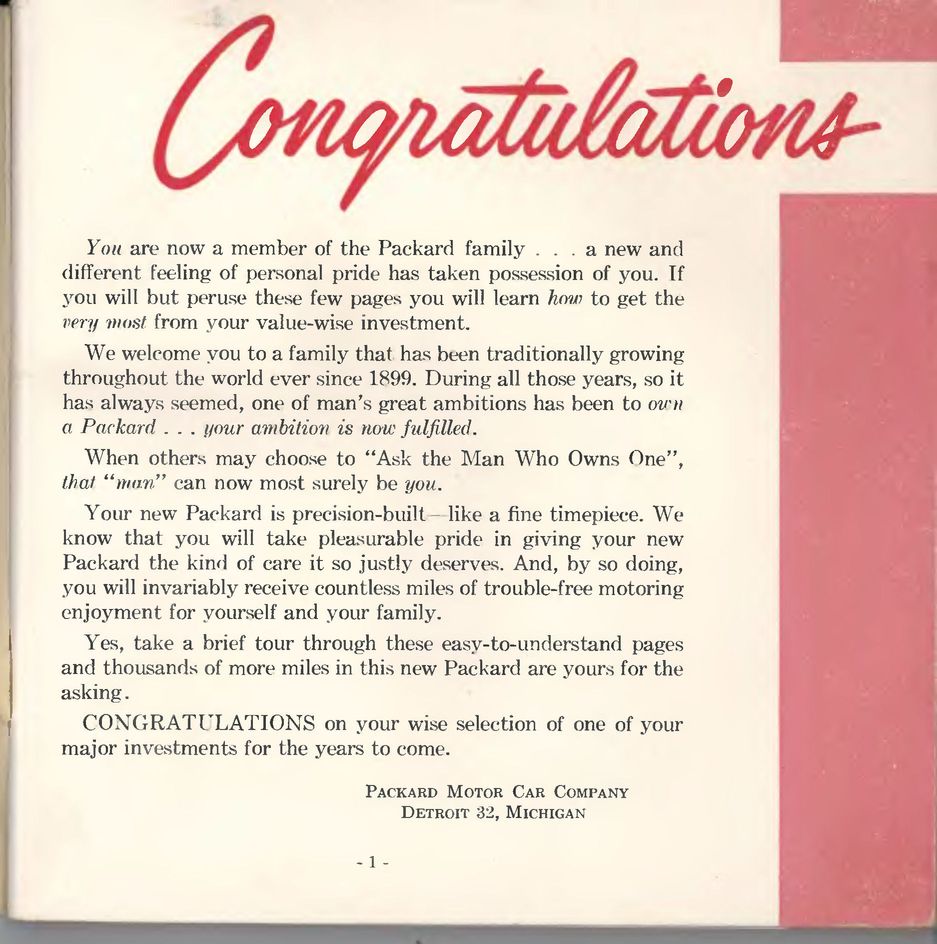 Congratulations
You are now a member of the Packard family . . . a new and
different feeling of personal pride has taken possession of you. If
you will but peruse these few pages you will learn how to get the
very most from your value-wise investment.
We welcome you to a family that has been traditionally growing
throughout the world ever since 1899. During all those years, so it
has always seemed, one of man's great ambitions has been to own
a Packard . . . your ambition is now fulfilled.
When others may choose to "Ask the Man Who Owns One",
that "man" can now most surely be you.
Your new Packard is precision-built—like a fine timepiece. We
know that you will take pleasurable pride in giving your new
Packard the kind of care it so justly deserves. And, by so doing,
you will invariably receive countless miles of trouble-free motoring
enjoyment for yourself and your family.
Yes, take a brief tour through these easy-to-understand pages
and thousands of more miles in this new Packard are yours for the
asking.
CONGRATULATIONS on your wise selection of one of your
major investments for the years to come.
PACKARD MOTOR CAR COMPANY
DETROIT 32, MICHIGAN
- 1 -